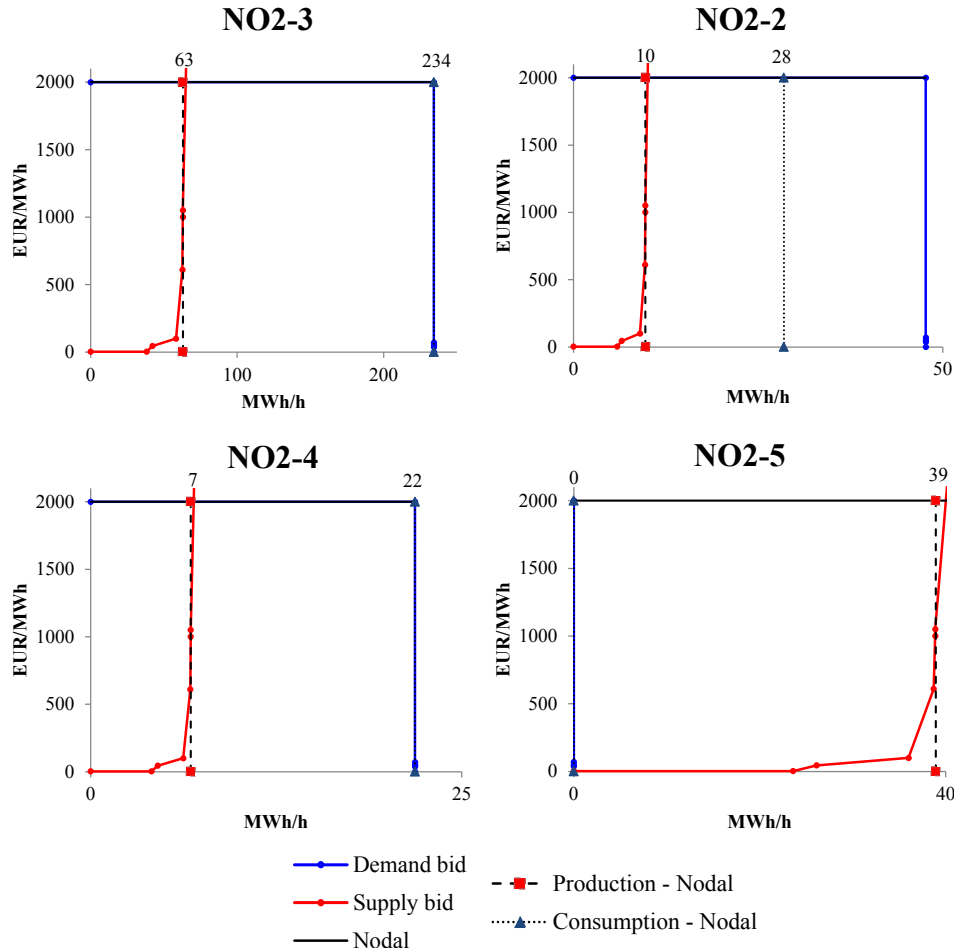 NO2-3
63
234
2000
1500
1000
500
0
0
100
200
EUR/MWh
MWh/h
NO2-2
10
28
2000
1500
1000
500
0
0
50
EUR/MWh
MWh/h
NO2-4
7
22
2000
1500
1000
500
0
0
25
EUR/MWh
MWh/h
NO2-5
0
39
2000
1500
1000
500
0
0
40
EUR/MWh
MWh/h
Demand bid
Supply bid
Nodal
Production - Nodal
Consumption - Nodal